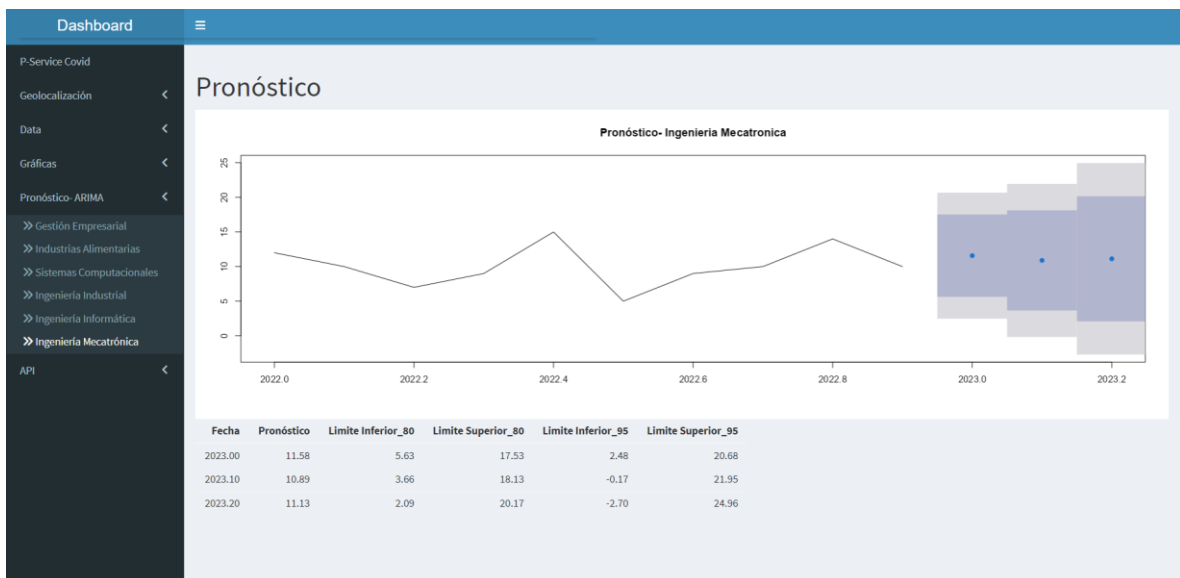 Dashboard
P-Service Covid
Geolocalización
Data
Gráficas
Pronóstico- ARIMA
Gestión Empresarial
Industrias Alimentarias
Sistemas Computacionales
Ingeniería Industrial
Ingeniería Informática
Ingeniería Mecatrónica
API
Pronóstico
Pronóstico- Ingenieria Mecatronica
25
20
15
10
5
0
2022.0 2022.2 2022.4 2022.6 2022.8 2023.0 2023.2
Fecha Pronóstico Limite Inferior_80 Limite Superior_80 Limite Inferior_95 Limite Superior_95
2023.00 11.58 5.63 17.53 2.48 20.68
2023.10 10.89 3.66 18.13 -0.17 21.95
2023.20 11.13 2.09 20.17 -2.70 24.96